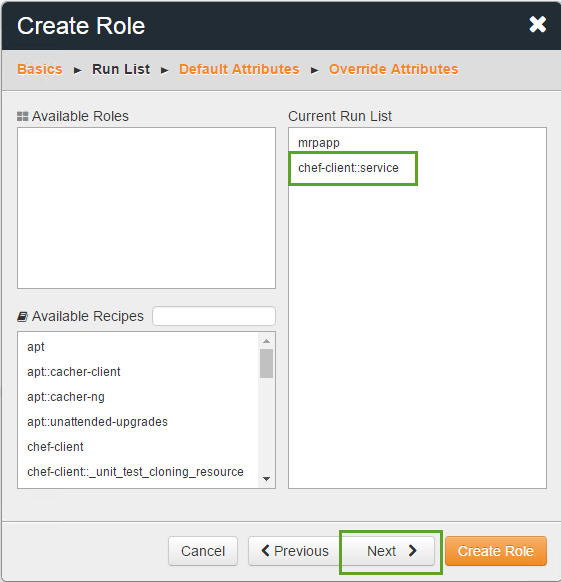 Create Role
Basics ► Run List ► Default Attributes ► Override Attributes
Available Roles
Current Run List
mrpapp
chef-client::service
Available Recipes
apt
apt::cacher-client
apt::cacher-ng
apt::unattended-upgrades
chef-client
chef-client::_unit_test_cloning_resource
Cancel
Previous
Next
Create Role